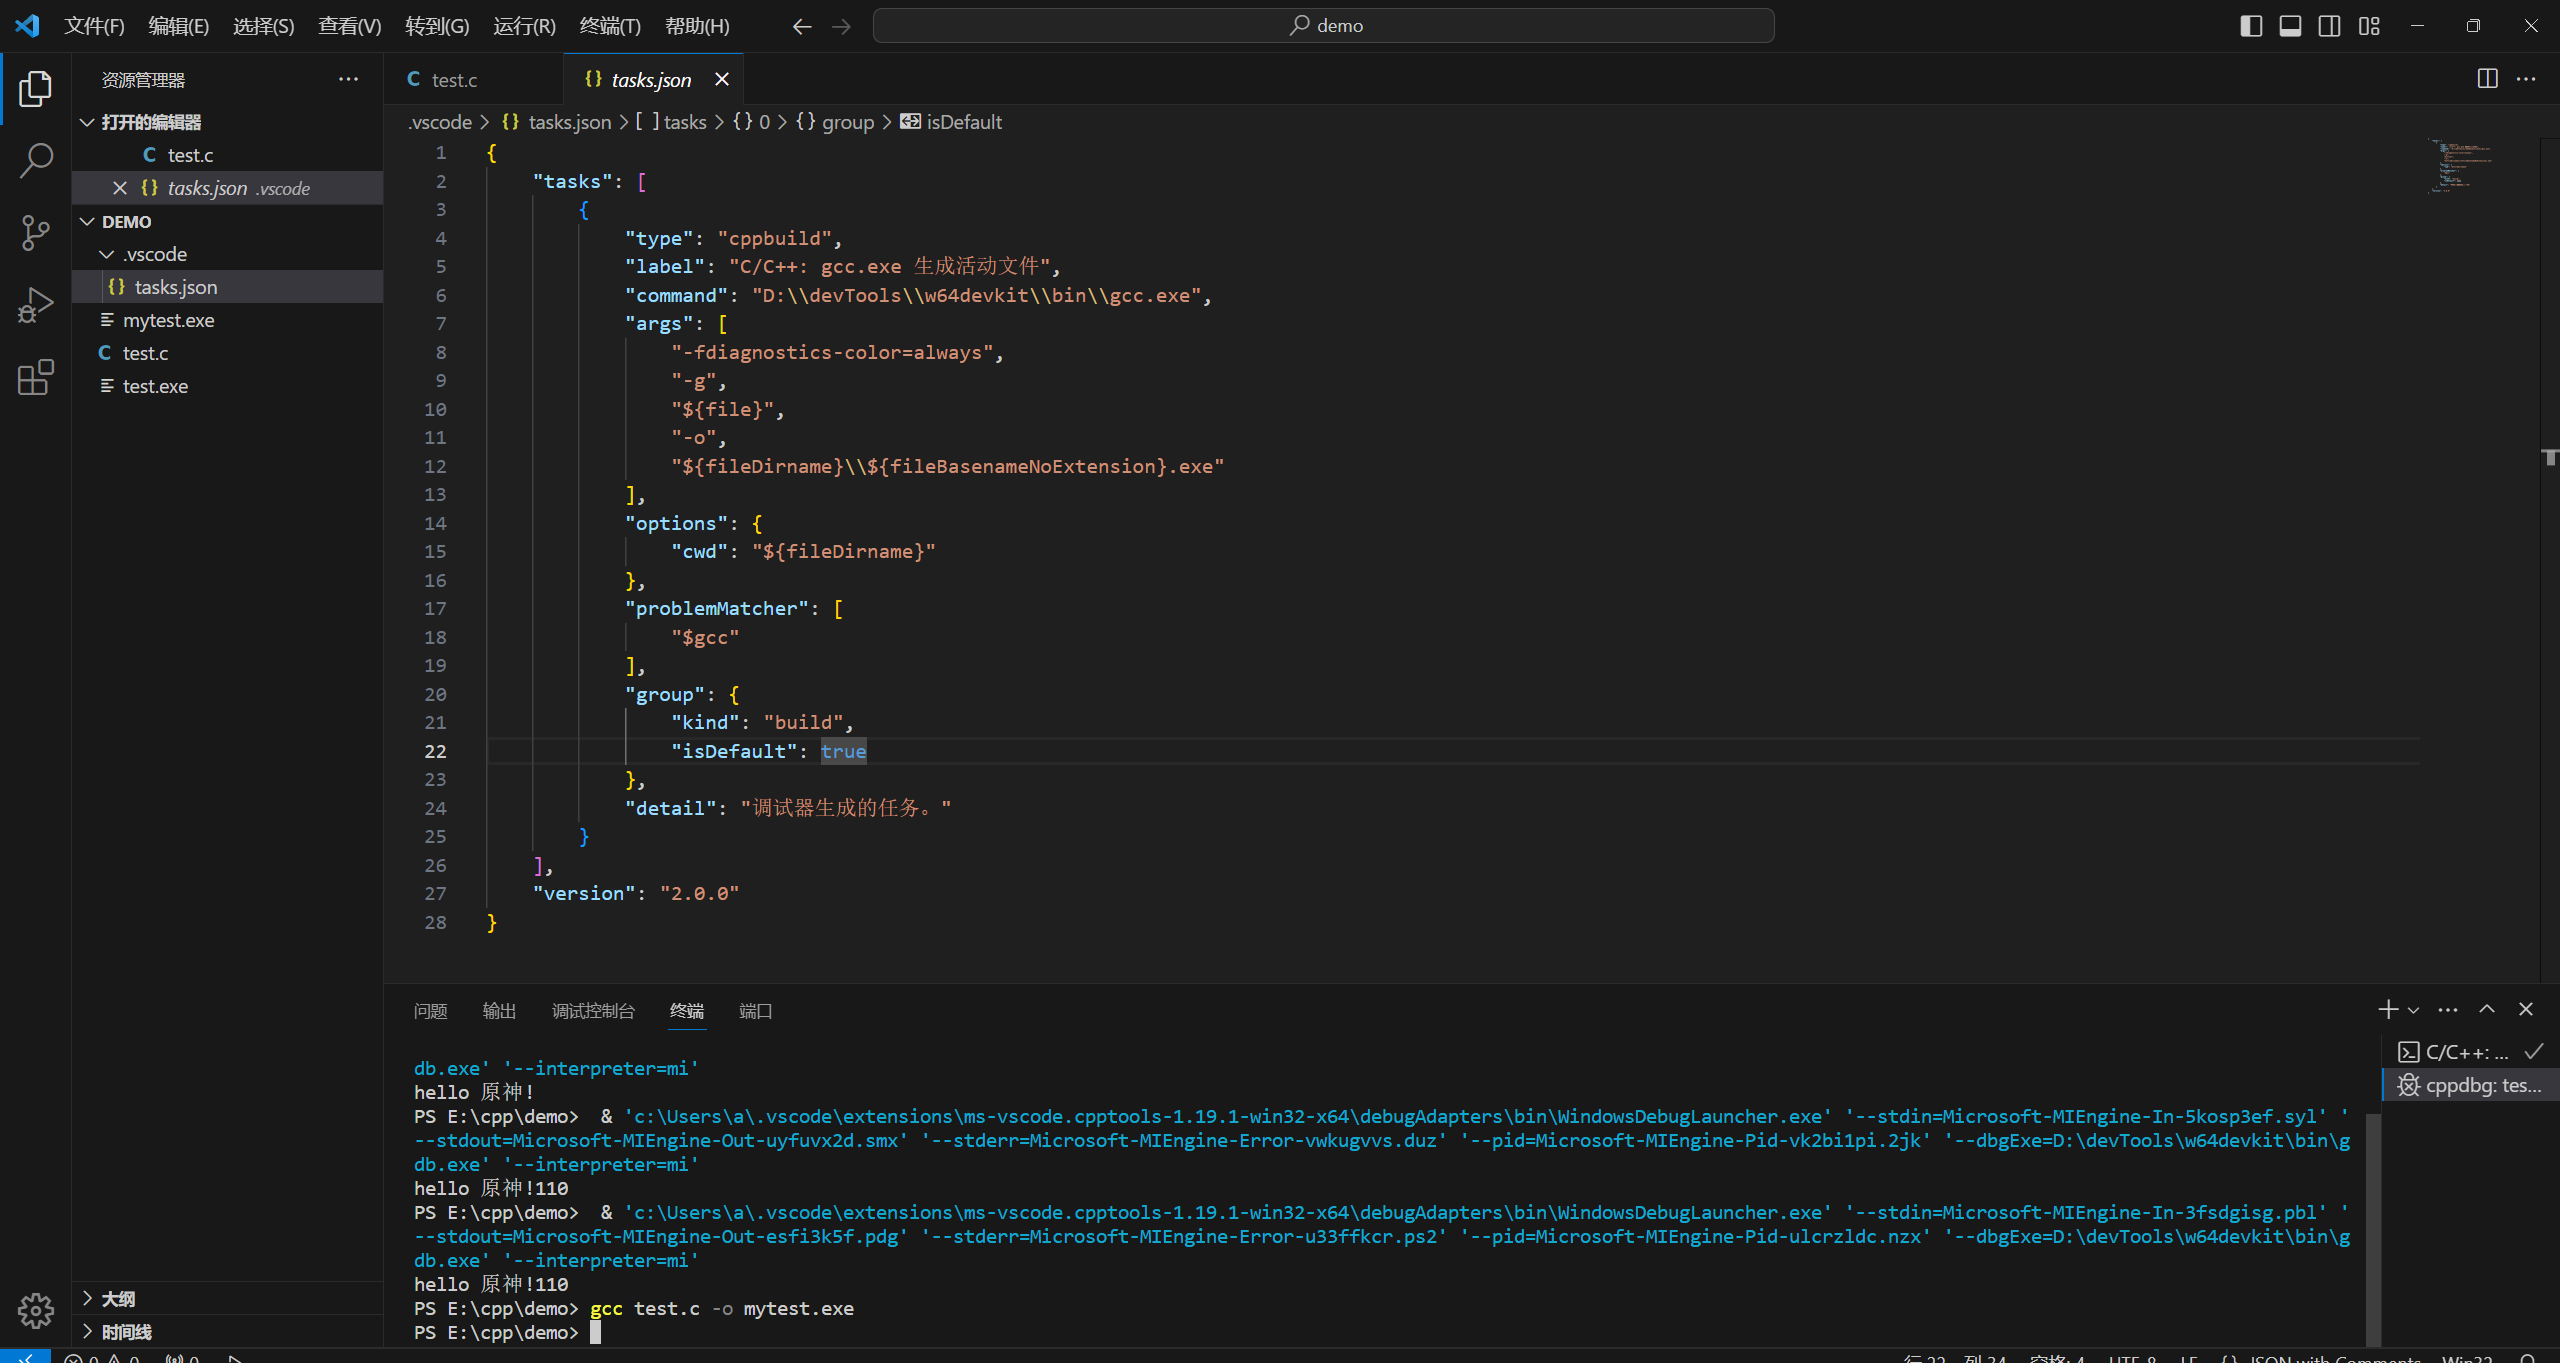 文件(F) 编辑(E) 选择(S) 查看(V) 转到(G) 运行(R) 终端(T) 帮助(H)
demo
资源管理器
打开的编辑器
test.c
tasks.json .vscode
DEMO
.vscode
tasks.json
mytest.exe
test.c
test.exe
大纲
时间线
test.c
tasks.json
.vscode > {} tasks.json > [ ] tasks > {} 0 > {} group > isDefault
1 {
2 "tasks": [
3 {
4 "type": "cppbuild",
5 "label": "C/C++: gcc.exe 生成活动文件",
6 "command": "D:\\devTools\\w64devkit\\bin\\gcc.exe",
7 "args": [
8 "-fdiagnostics-color=always",
9 "-g",
10 "${file}",
11 "-o",
12 "${fileDirname}\\${fileBasenameNoExtension}.exe"
13 ],
14 "options": {
15 "cwd": "${fileDirname}"
16 },
17 "problemMatcher": [
18 "$gcc"
19 ],
20 "group": {
21 "kind": "build",
22 "isDefault": true
23 },
24 "detail": "调试器生成的任务。"
25 }
26 ],
27 "version": "2.0.0"
28 }
问题 输出 调试控制台 终端 端口
db.exe' '--interpreter=mi'
hello 原神!
PS E:\cpp\demo>  & 'c:\Users\a\.vscode\extensions\ms-vscode.cpptools-1.19.1-win32-x64\debugAdapters\bin\WindowsDebugLauncher.exe' '--stdin=Microsoft-MIEngine-In-5kosp3ef.syl' '
--stdout=Microsoft-MIEngine-Out-uyfuvx2d.smx' '--stderr=Microsoft-MIEngine-Error-vwkugvvs.duz' '--pid=Microsoft-MIEngine-Pid-vk2bi1pi.2jk' '--dbgExe=D:\devTools\w64devkit\bin\g
db.exe' '--interpreter=mi'
hello 原神!110
PS E:\cpp\demo>  & 'c:\Users\a\.vscode\extensions\ms-vscode.cpptools-1.19.1-win32-x64\debugAdapters\bin\WindowsDebugLauncher.exe' '--stdin=Microsoft-MIEngine-In-3fsdgisg.pbl' '
--stdout=Microsoft-MIEngine-Out-esfi3k5f.pdg' '--stderr=Microsoft-MIEngine-Error-u33ffkcr.ps2' '--pid=Microsoft-MIEngine-Pid-ulcrzldc.nzx' '--dbgExe=D:\devTools\w64devkit\bin\g
db.exe' '--interpreter=mi'
hello 原神!110
PS E:\cpp\demo> gcc test.c -o mytest.exe
PS E:\cpp\demo>
C/C++: ...
cppdbg: tes...
行 22, 列 34 空格: 4 UTF-8 LF {} JSON with Comments Win32